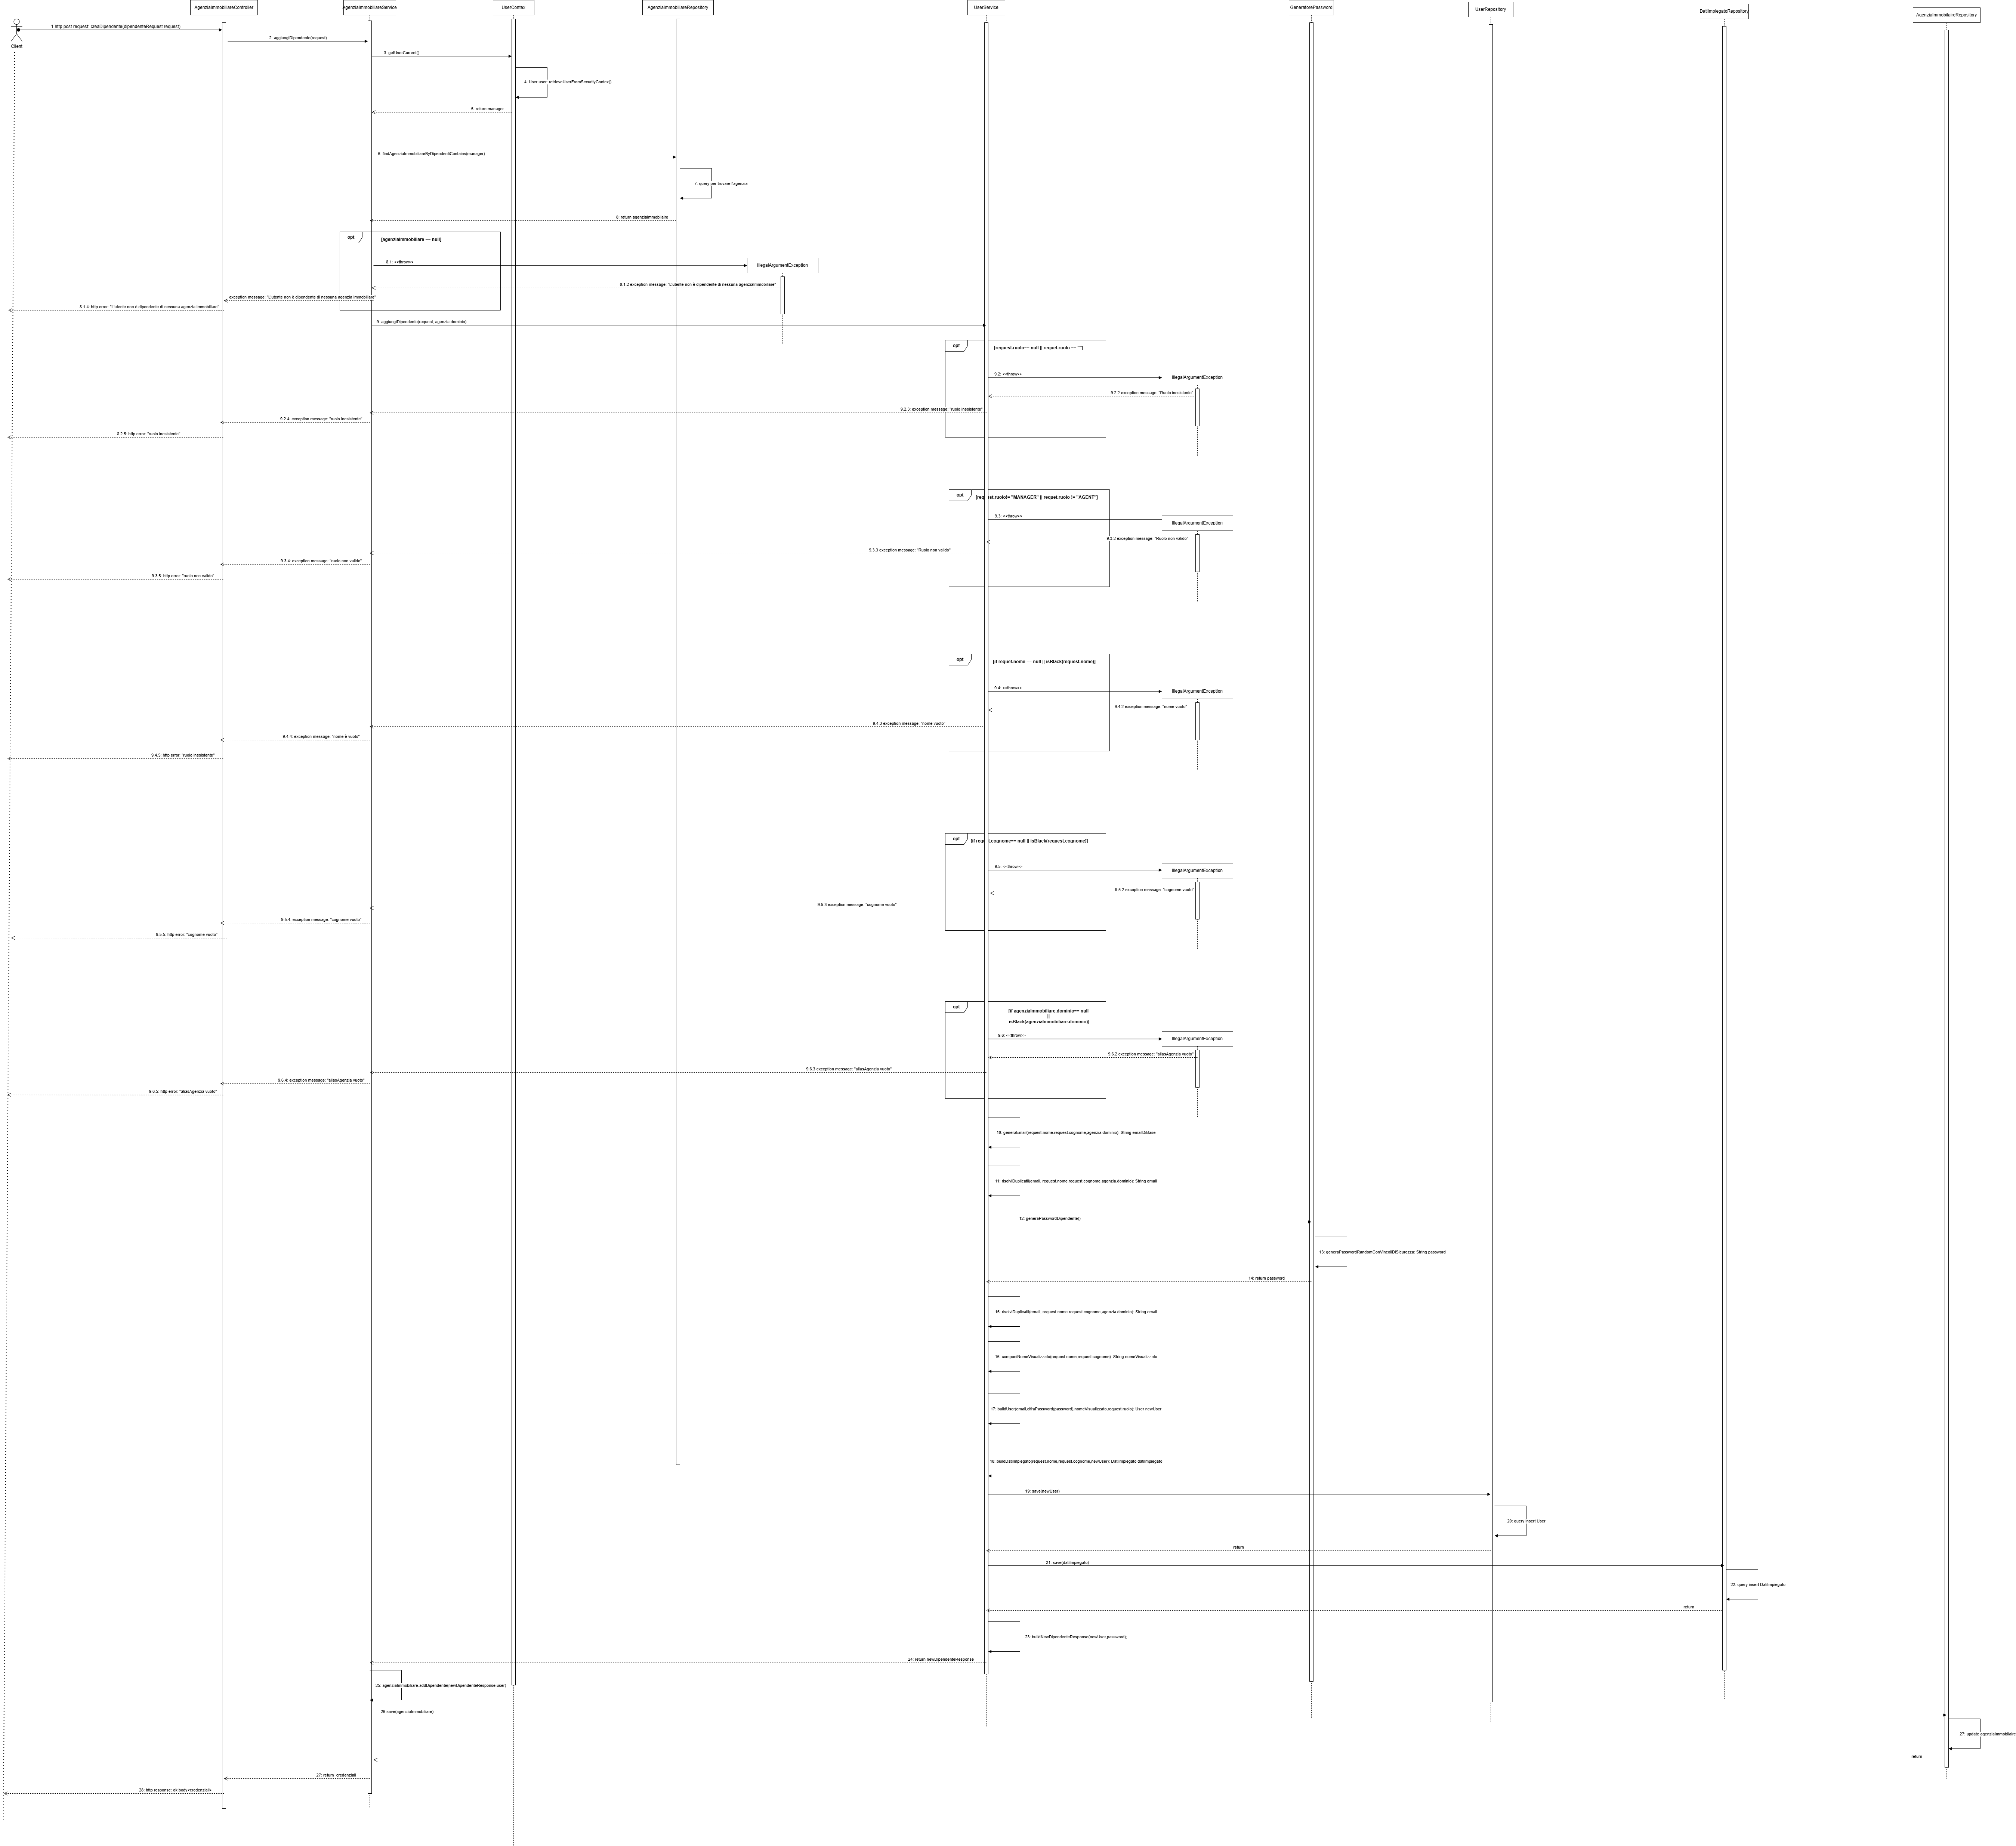 AgenziaImmobiliareController
AgenziaImmobiliareService
UserContex
AgenziaImmobiliareRepository
UserService
GeneratorePassword
UserRepository
DatiImpiegatoRepository
AgenziaImmobiliareRepository
Client
1 http post request: creaDipendente(dipendenteRequest request)
2: aggiungiDipendente(request)
3: getUserCurrent()
4: User user: retrieveUserFromSecurityContex()
5: return manager
6: findAgenziaImmobiliareByDipendentiContains(manager)
7: query per trovare l'agenzia
8: return agenziaImmobiliare
opt
[agenziaImmobiliare == null]
8.1: <<throw>>
IllegalArgumentException
8.1.2 exception message: "L'utente non è dipendente di nessuna agenziaImmobiliare"
exception message: "L'utente non è dipendente di nessuna agenzia immobiliare"
8.1.4: http error: "L'utente non è dipendente di nessuna agenzia immobiliare"
9: aggiungiDipendente(request, agenzia.dominio)
opt
[request.ruolo== null || requet.ruolo == ""]
9.2: <<throw>>
IllegalArgumentException
9.2.2 exception message: "Ruolo inesistente"
9.2.3: exception message: "ruolo inesistente"
9.2.4: exception message: "ruolo inesistente"
9.2.5: http error: "ruolo inesistente"
opt
[request.ruolo!= "MANAGER" || requet.ruolo != "AGENT"]
9.3: <<throw>>
IllegalArgumentException
9.3.2 exception message: "Ruolo non valido"
9.3.3 exception message: "Ruolo non valido"
9.3.4: exception message: "ruolo non valido"
9.3.5: http error: "ruolo non valido"
opt
[if requet.nome == null || isBlack(request.nome)]
9.4: <<throw>>
IllegalArgumentException
9.4.2 exception message: "nome vuoto"
9.4.3 exception message: "nome vuoto"
9.4.4: exception message: "nome è vuoto"
9.4.5: http error: "ruolo inesistente"
opt
[if requet.cognome== null || isBlack(request.cognome)]
9.5: <<throw>>
IllegalArgumentException
9.5.2 exception message: "cognome vuoto"
9.5.3 exception message: "cognome vuoto"
9.5.4: exception message: "cognome vuoto"
9.5.5: http error: "cognome vuoto"
opt
[if agenziaImmobiliare.dominio== null
||
isBlack(agenziaImmobiliare.dominio)]
9.6: <<throw>>
IllegalArgumentException
9.6.2 exception message: "aliasAgenzia vuoto"
9.6.3 exception message: "aliasAgenzia vuoto"
9.6.4: exception message: "aliasAgenzia vuoto"
9.6.5: http error: "aliasAgenzia vuoto"
10: generaEmail(request.nome,request.cognome,agenzia.dominio): String emailDiBase
11: risolviDuplicati(email, request.nome,request.cognome,agenzia.dominio): String email
12: generaPasswordDipendente()
13: generaPasswordRandomConVincoliDiSicurezza: String password
14: return password
15: risolviDuplicati(email, request.nome,request.cognome,agenzia.dominio): String email
16: componiNomeVisualizzato(request.nome,request.cognome): String nomeVisualizzato
17: buildUser(email,cifraPassword(password),nomeVisualizzato,request.ruolo): User newUser
18: buildDatiImpiegato(request.nome,request.cognome,newUser): DatiImpiegato datiImpiegato
19: save(newUser)
20: query insert User
return
21: save(datiImpiegato)
22: query insert DatiImpiegato
return
23: buildNewDipendenteResponse(newUser,password);
24: return newDipendenteResponse
25: agenziaImmobiliare.addDipendente(newDipendenteResponse.user)
26 save(agenziaImmobiliare)
27: update agenziaImmobiliare
return
27: return credenziali
28: http response: ok body=credenziali>